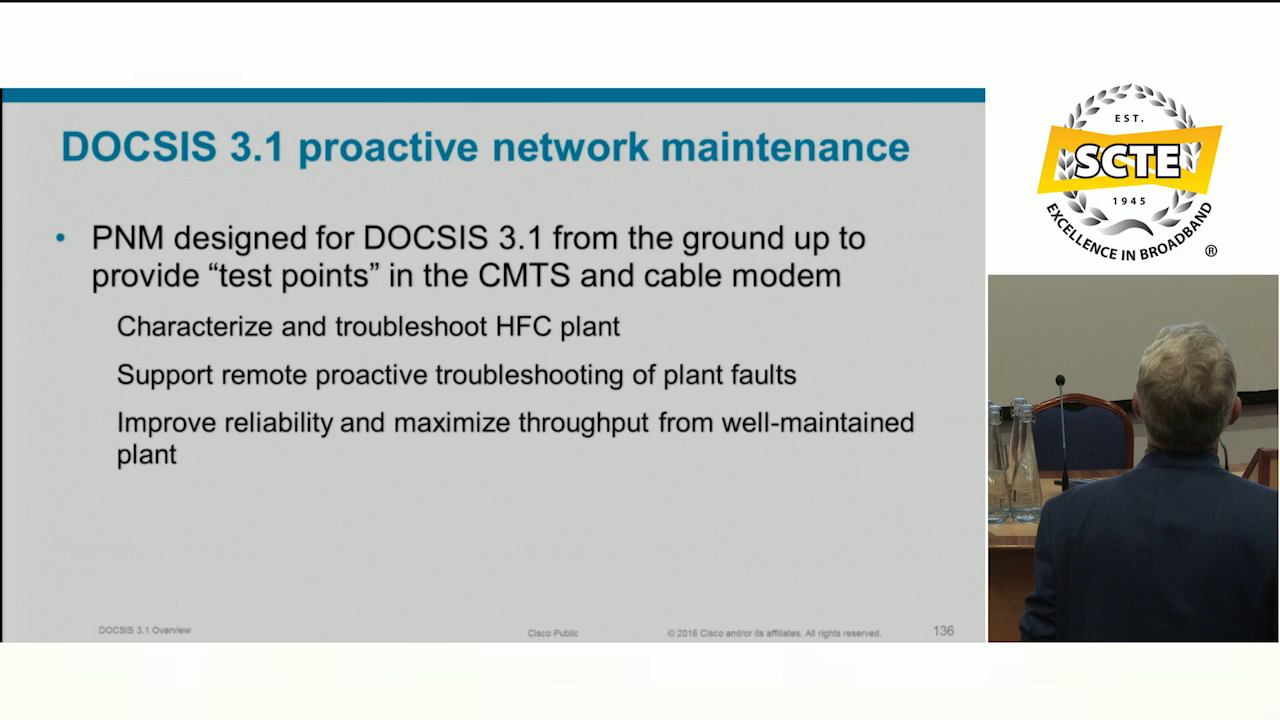 DOCSIS 3.1 proactive network maintenance
• PNM designed for DOCSIS 3.1 from the ground up to
provide “test points” in the CMTS and cable modem
Characterize and troubleshoot HFC plant
Support remote proactive troubleshooting of plant faults
Improve reliability and maximize throughput from well-maintained
plant
DOCSIS 3.1 Overview
Cisco Public
© 2016 Cisco and/or its affiliates. All rights reserved.
136
EST.
SCTE
1945
EXCELLENCE IN BROADBAND
®